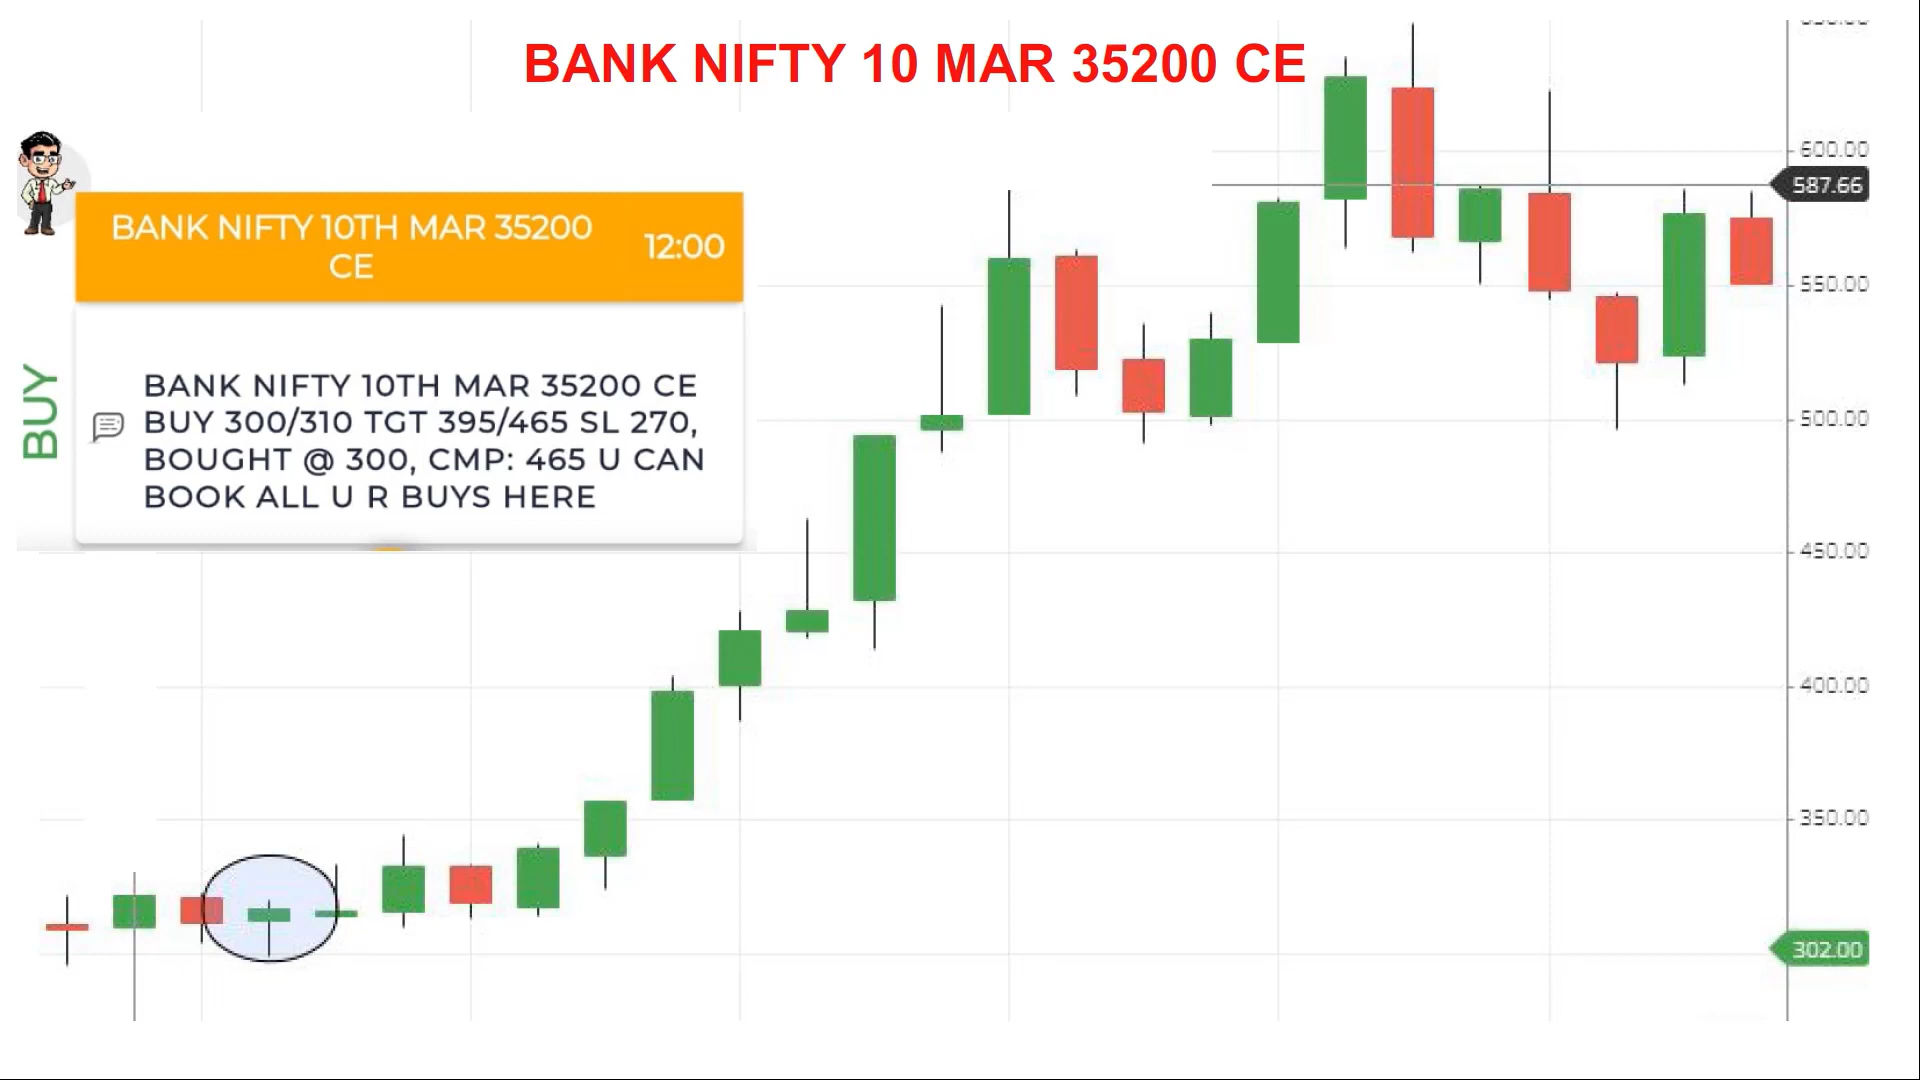 BANK NIFTY 10 MAR 35200 CE
BANK NIFTY 10TH MAR 35200
CE
12:00
BUY
BANK NIFTY 10TH MAR 35200 CE
BUY 300/310 TGT 395/465 SL 270,
BOUGHT @ 300, CMP: 465 U CAN
BOOK ALL U R BUYS HERE
600.00
587.66
550.00
500.00
450.00
400.00
350.00
302.00